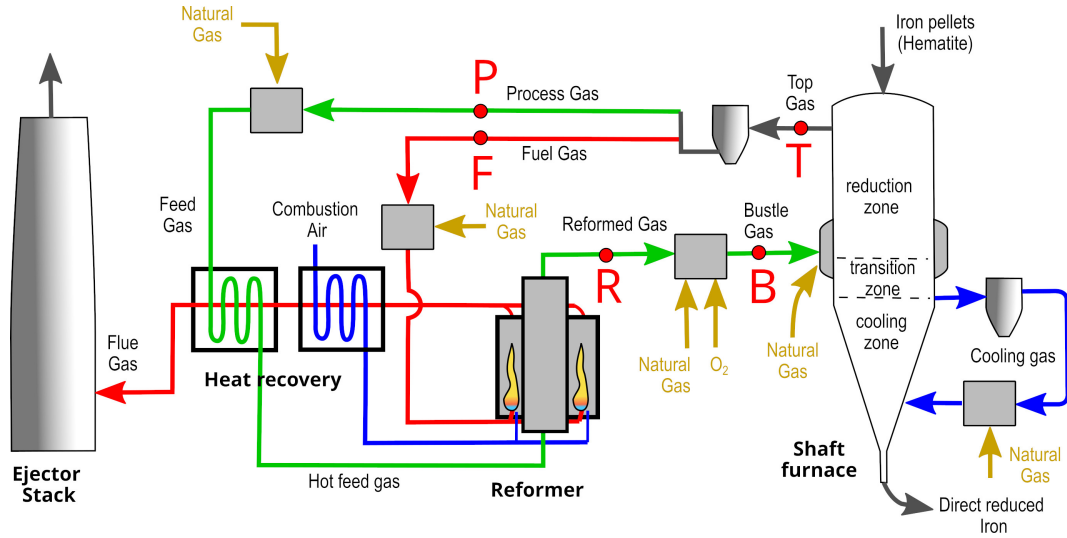 Natural
Gas
Iron pellets
(Hematite)
P
Process Gas
Top
Gas
F
Fuel Gas
T
reduction
zone
Feed
Gas
Combustion
Air
Natural
Gas
Reformed Gas
Bustle
Gas
R
B
transition
zone
cooling
zone
Flue
Gas
Heat recovery
Natural
Gas
O₂
Natural
Gas
Cooling gas
Ejector
Stack
Hot feed gas
Reformer
Shaft
furnace
Natural
Gas
Direct reduced
Iron